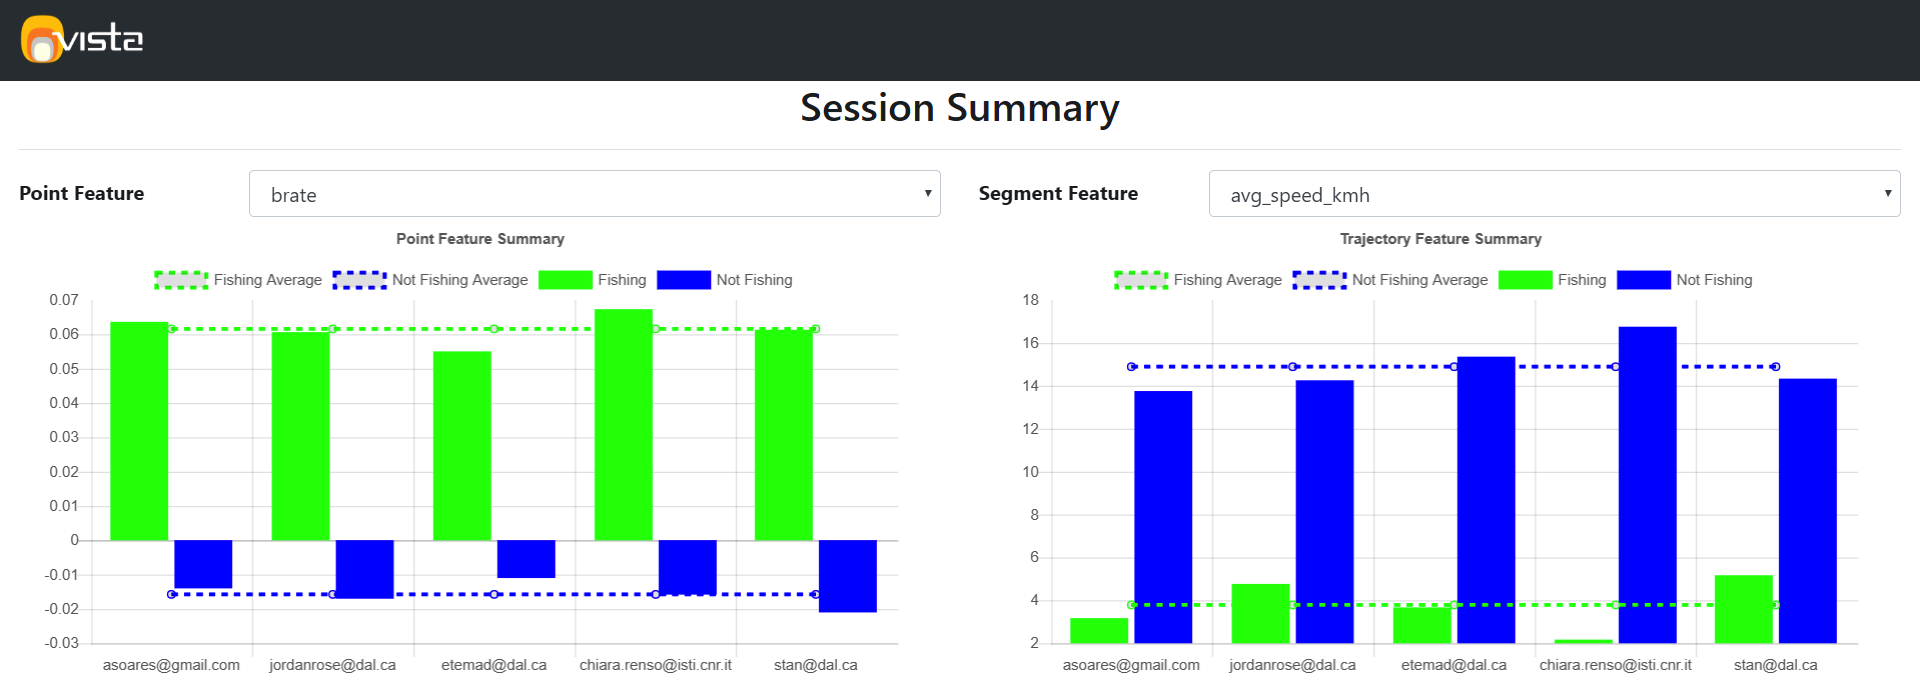 vista
Session Summary
Point Feature
brate
Segment Feature
avg_speed_kmh
Point Feature Summary
Fishing Average
Not Fishing Average
Fishing
Not Fishing
0.07
0.06
0.05
0.04
0.03
0.02
0.01
0
-0.01
-0.02
-0.03
asoares@gmail.com
jordanrose@dal.ca
etemad@dal.ca
chiara.renso@isti.cnr.it
stan@dal.ca
Trajectory Feature Summary
Fishing Average
Not Fishing Average
Fishing
Not Fishing
18
16
14
12
10
8
6
4
2
asoares@gmail.com
jordanrose@dal.ca
etemad@dal.ca
chiara.renso@isti.cnr.it
stan@dal.ca